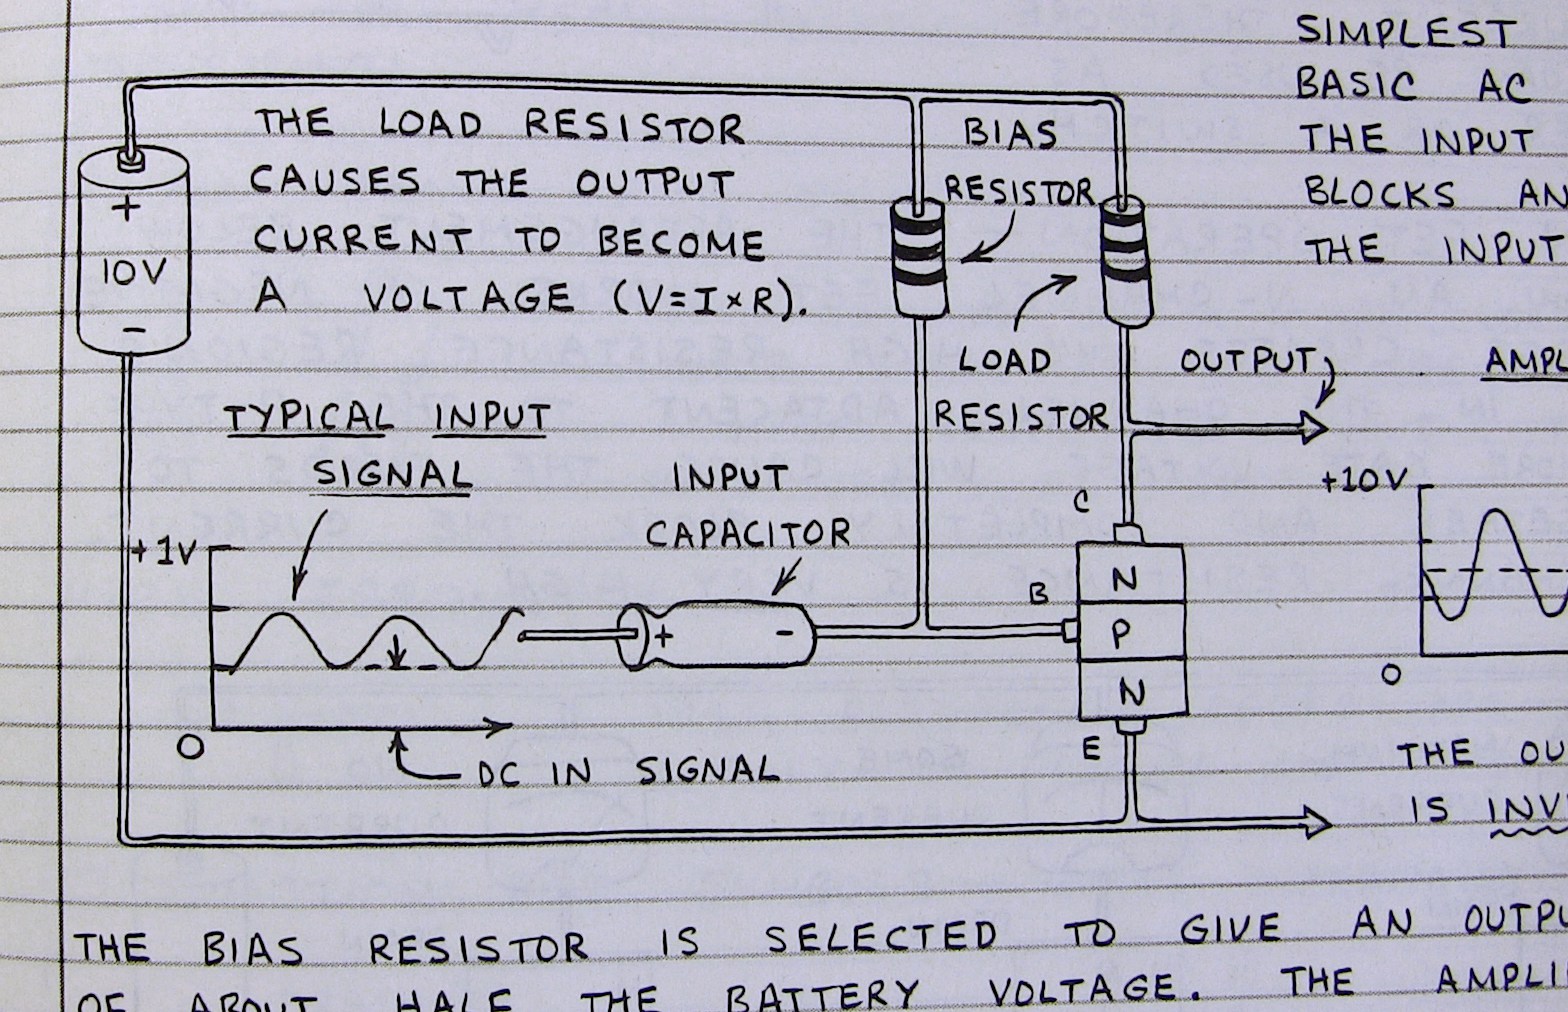 SIMPLEST
BASIC AC
THE INPUT
BLOCKS AN
THE INPUT
THE LOAD RESISTOR
CAUSES THE OUTPUT
CURRENT TO BECOME
A VOLTAGE (V=I×R).
BIAS
RESISTOR
+
10V
-
LOAD
RESISTOR
OUTPUT
AMPL
TYPICAL INPUT
SIGNAL
INPUT
CAPACITOR
+10V
C
+1V
B
N
P
N
+
-
O
E
O
DC IN SIGNAL
THE OU
IS INV
THE BIAS RESISTOR IS SELECTED TO GIVE AN OUTPU
OF ABOUT HALF THE BATTERY VOLTAGE. THE AMPLI